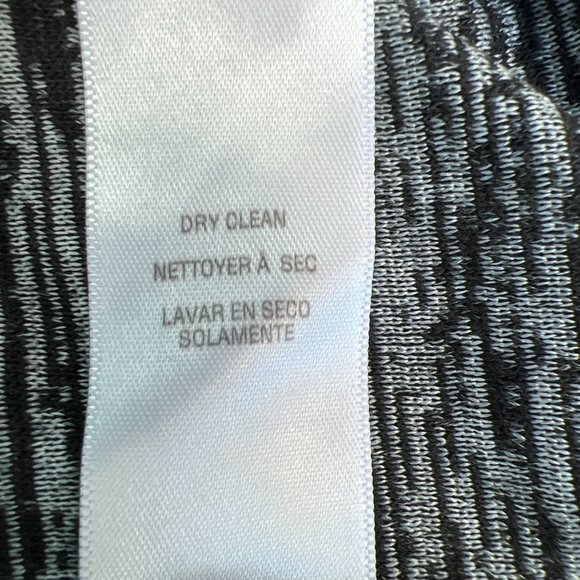 DRY CLEAN
NETTOYER À SEC
LAVAR EN SECO
SOLAMENTE